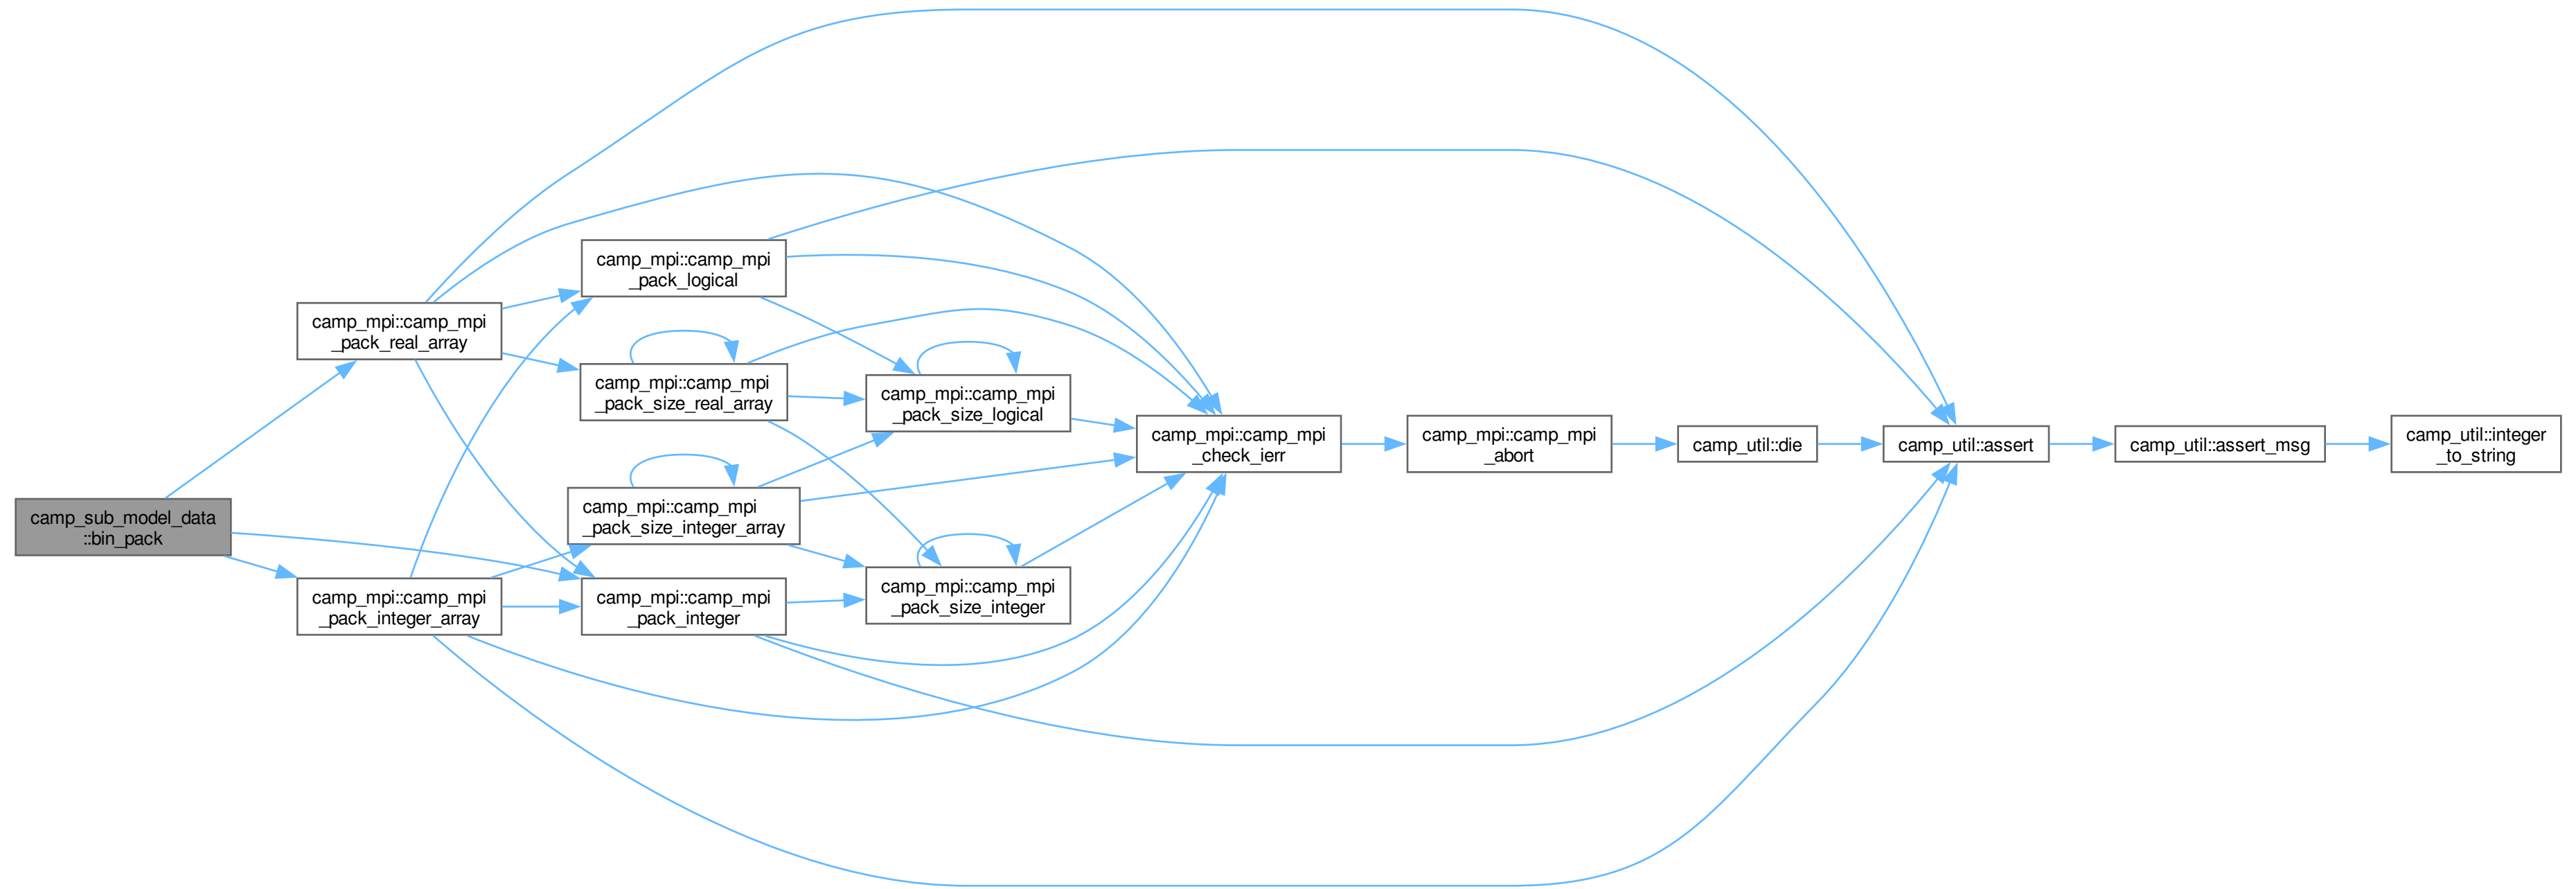 camp_sub_model_data
::bin_pack
camp_mpi::camp_mpi
_pack_real_array
camp_mpi::camp_mpi
_pack_integer_array
camp_mpi::camp_mpi
_pack_logical
camp_mpi::camp_mpi
_pack_size_real_array
camp_mpi::camp_mpi
_pack_size_integer_array
camp_mpi::camp_mpi
_pack_integer
camp_mpi::camp_mpi
_pack_size_logical
camp_mpi::camp_mpi
_pack_size_integer
camp_mpi::camp_mpi
_check_ierr
camp_mpi::camp_mpi
_abort
camp_util::die
camp_util::assert
camp_util::assert_msg
camp_util::integer
_to_string